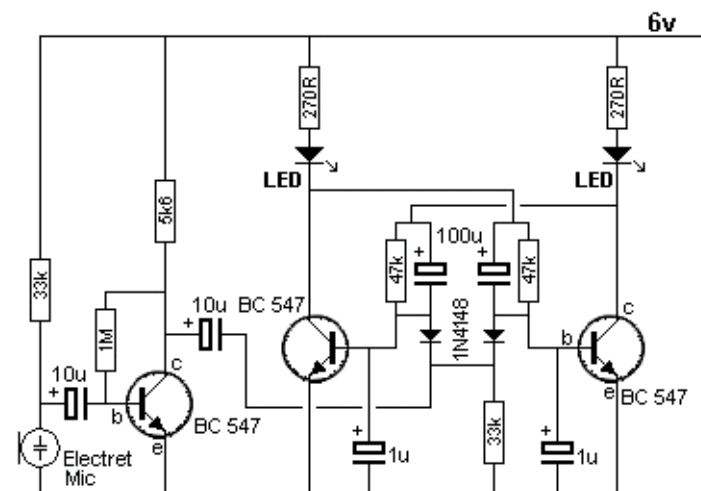 6v
270R
270R
LED
LED
5k6
33k
1M
10u
BC 547
47k
100u
47k
1N4148
10u
b
c
e
BC 547
Electret
Mic
1u
33k
1u
b
c
e
BC 547
+
+
+
+
+
+